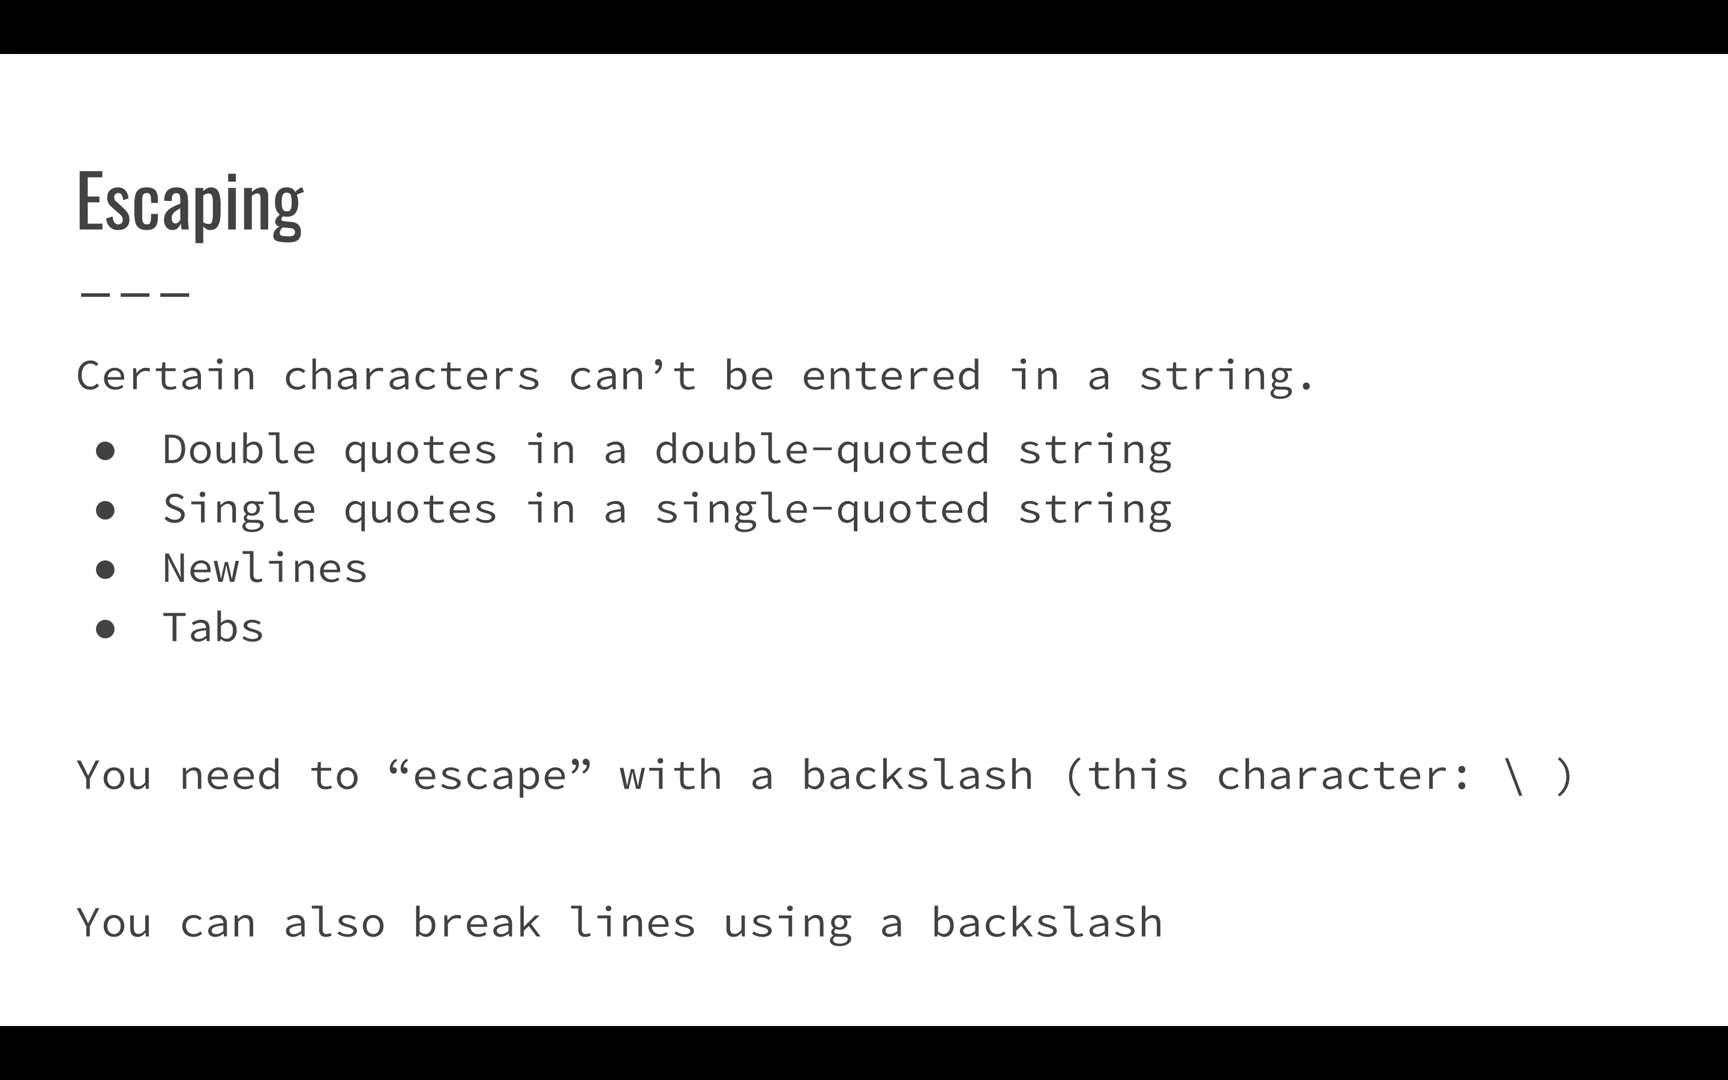 Escaping
———
Certain characters can’t be entered in a string.
● Double quotes in a double-quoted string
● Single quotes in a single-quoted string
● Newlines
● Tabs
You need to “escape” with a backslash (this character: \ )
You can also break lines using a backslash